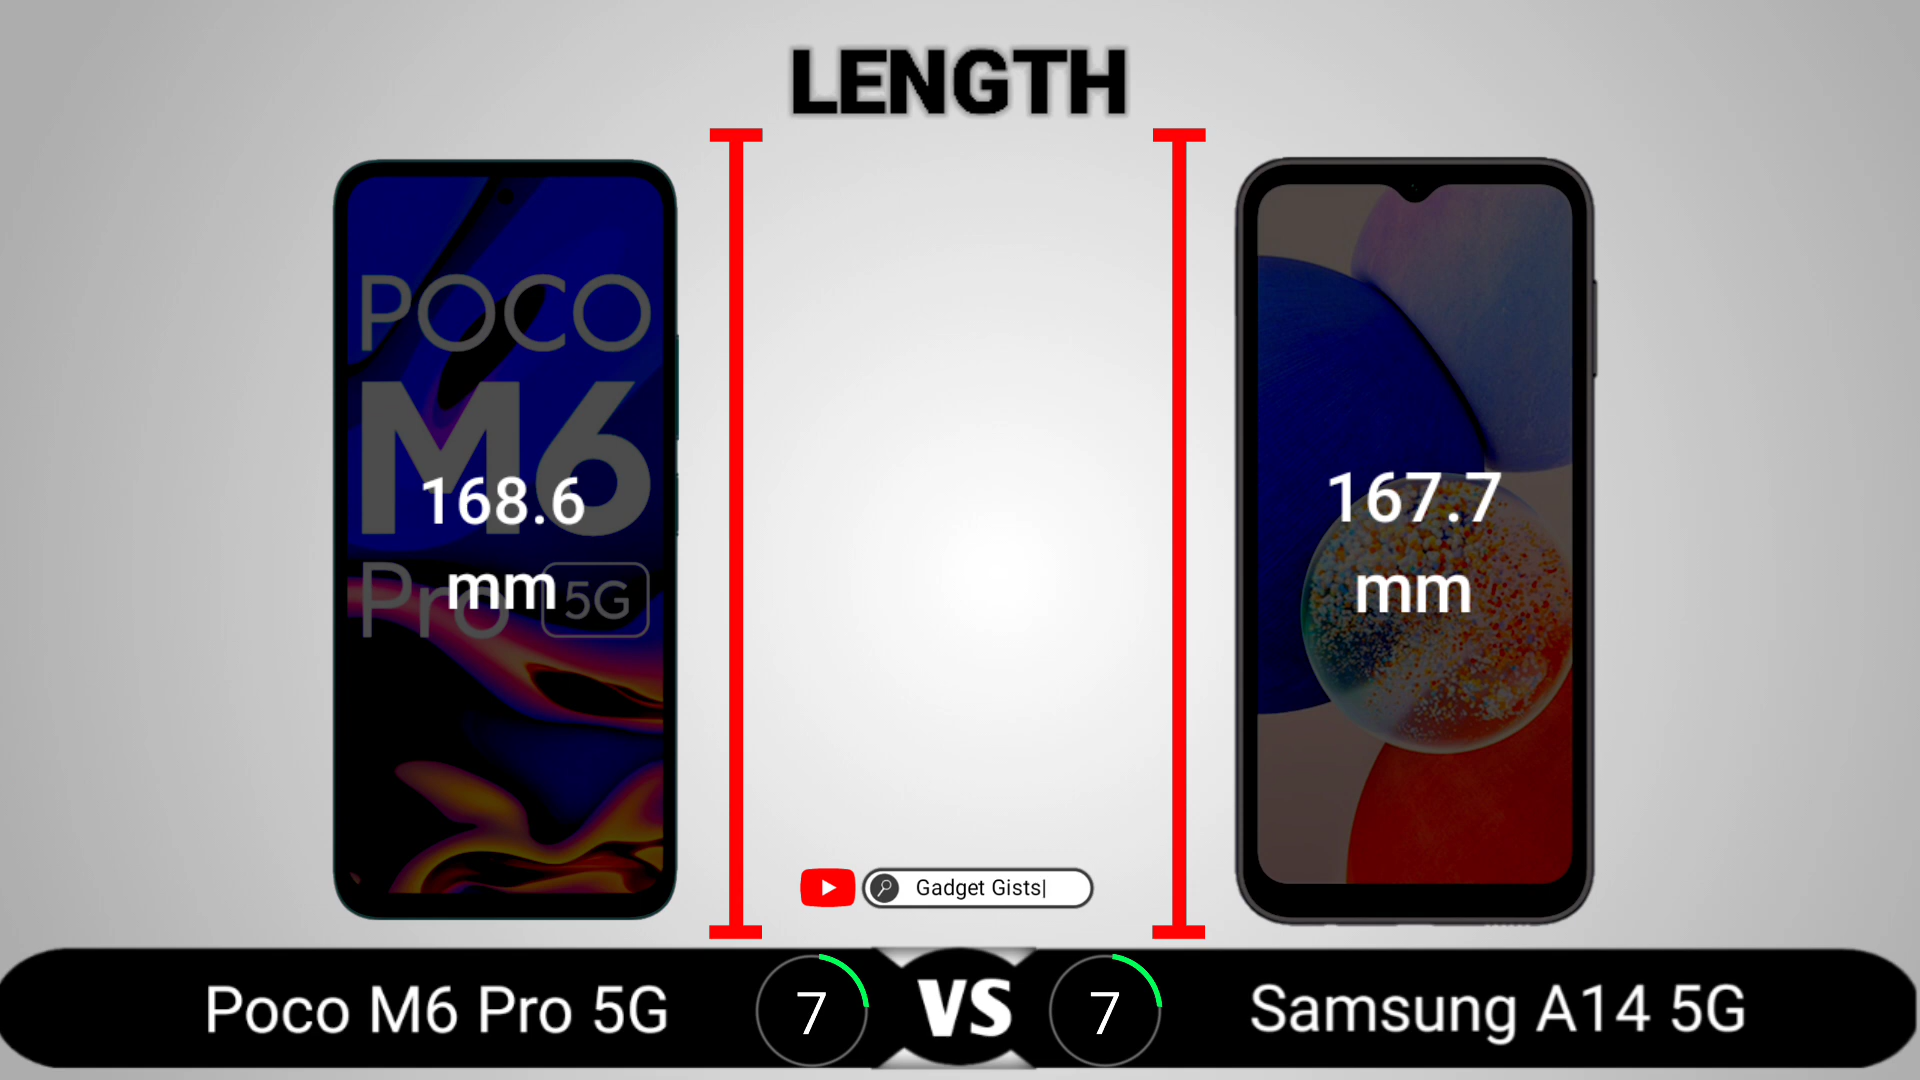 LENGTH
POCO
M6
Pro 5G
168.6
mm
167.7
mm
Gadget Gists|
Poco M6 Pro 5G
7
VS
7
Samsung A14 5G